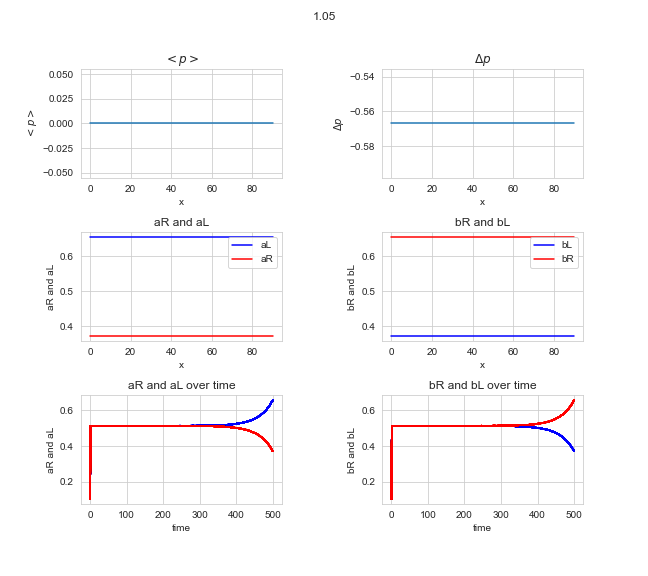 1.05
< p >
Δp
0.050
0.025
0.000
−0.025
−0.050
< p >
0 20 40 60 80
x
−0.54
−0.56
−0.58
Δp
0 20 40 60 80
x
aR and aL
bR and bL
0.6
0.5
0.4
aR and aL
aL
aR
0 20 40 60 80
x
0.6
0.5
0.4
bR and bL
bL
bR
0 20 40 60 80
x
aR and aL over time
bR and bL over time
0.6
0.4
0.2
aR and aL
0 100 200 300 400 500
time
0.6
0.4
0.2
bR and bL
0 100 200 300 400 500
time